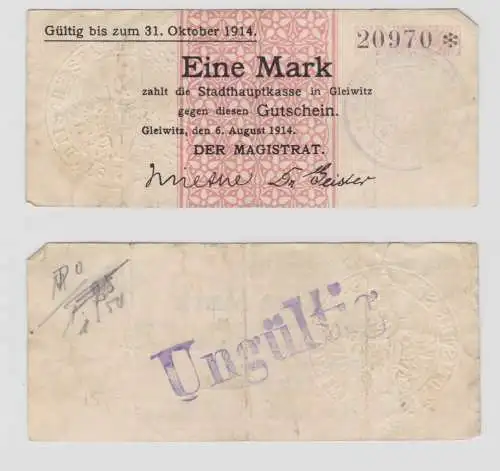 Gültig bis zum 31. Oktober 1914.
20970 ✻
Eine Mark
zahlt die Stadthauptkasse in Gleiwitz
gegen diesen Gutschein.
Gleiwitz, den 6. August 1914.
DER MAGISTRAT.
Dr. Geisler
Ungültig